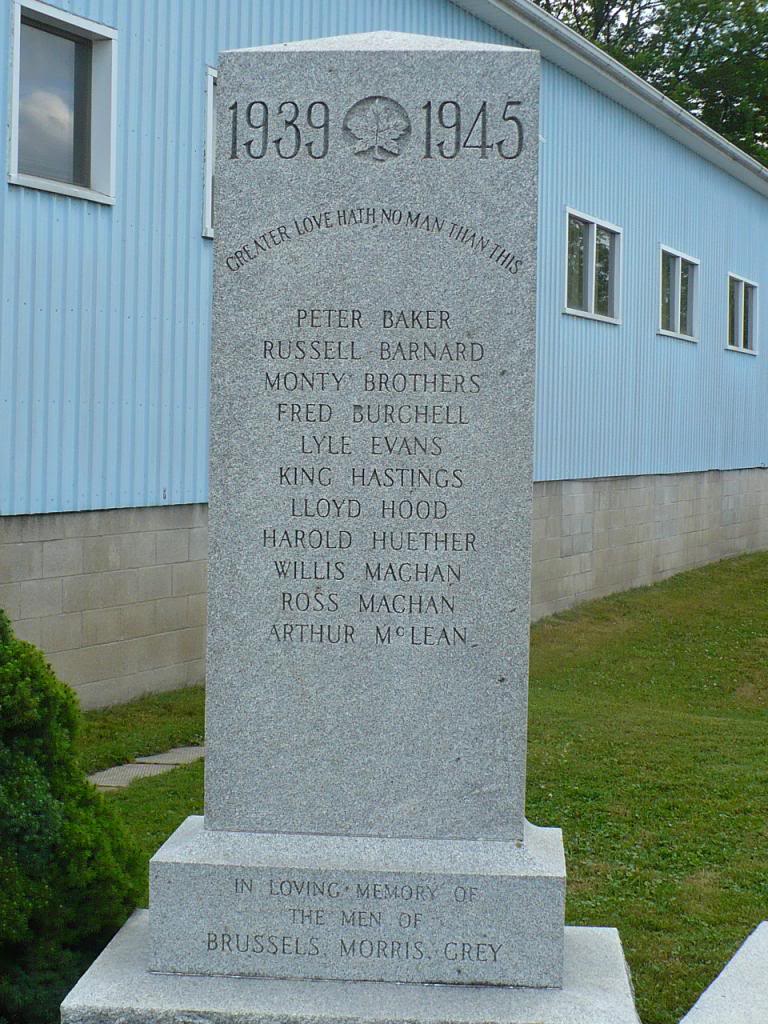 1939 1945
GREATER LOVE HATH NO MAN THAN THIS
PETER BAKER
RUSSELL BARNARD
MONTY BROTHERS
FRED BURCHELL
LYLE EVANS
KING HASTINGS
LLOYD HOOD
HAROLD HUETHER
WILLIS MACHAN
ROSS MACHAN
ARTHUR McLEAN
IN LOVING MEMORY OF
THE MEN OF
BRUSSELS, MORRIS, GREY